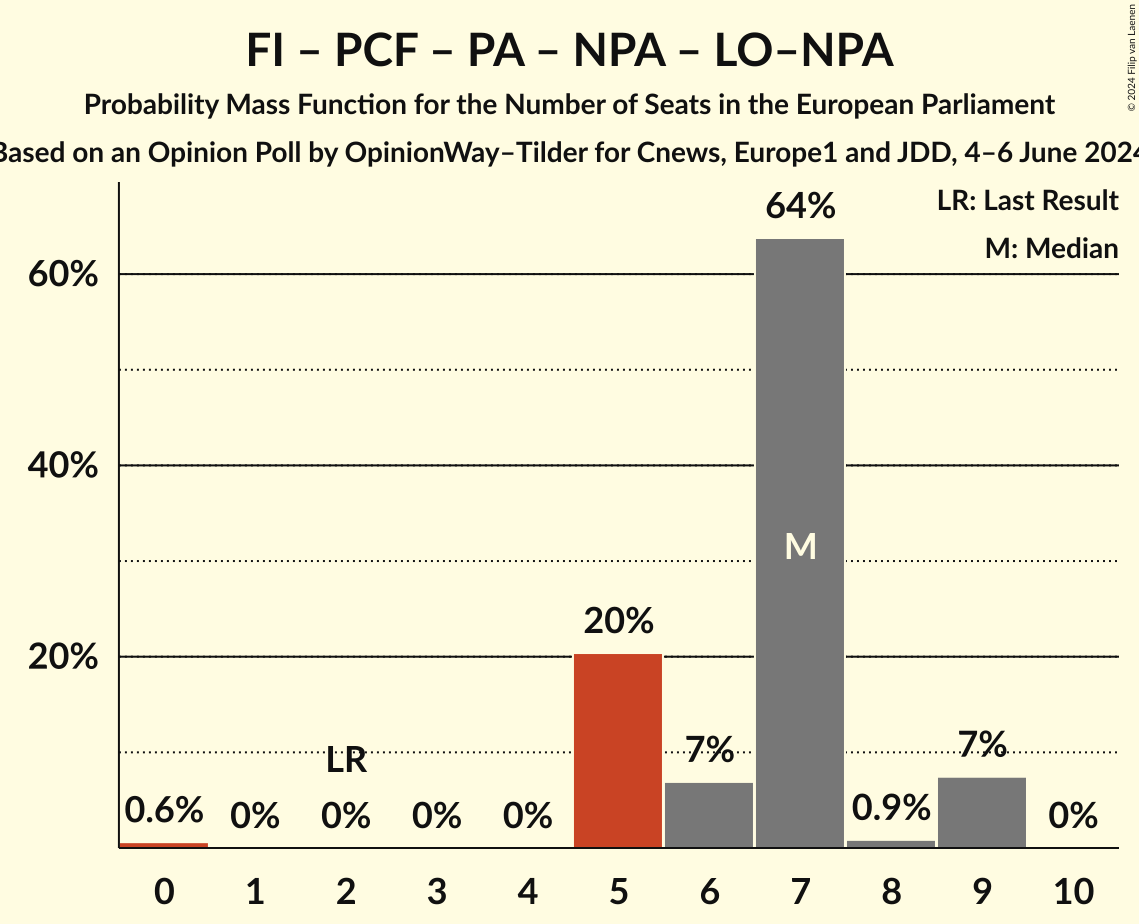 FI – PCF – PA – NPA – LO–NPA
Probability Mass Function for the Number of Seats in the European Parliament
Based on an Opinion Poll by OpinionWay–Tilder for Cnews, Europe1 and JDD, 4–6 June 2024
© 2024 Filip van Laenen
LR: Last Result
M: Median
64%
60%
40%
M
20%
20%
LR
7%
7%
0.6%
0%
0%
0%
0%
0.9%
0%
0 1 2 3 4 5 6 7 8 9 10